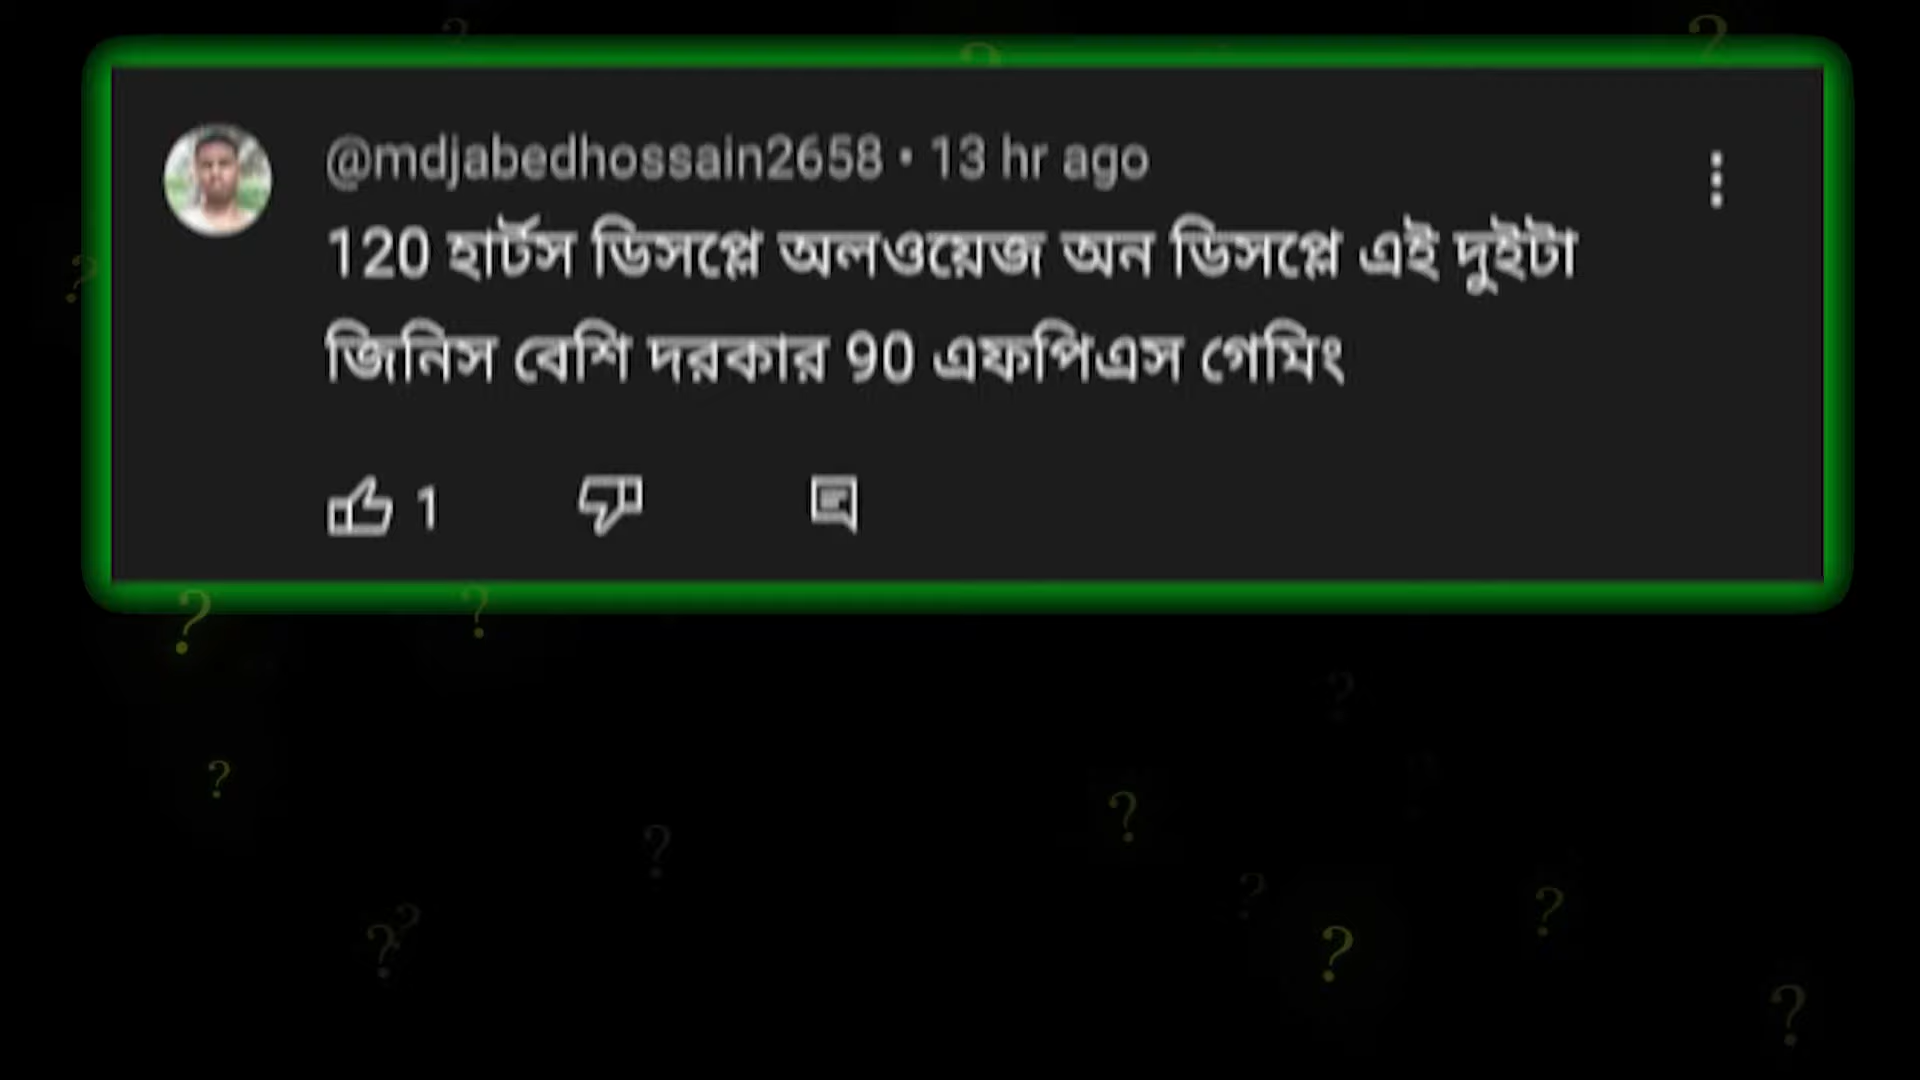 @mdjabedhossain2658 • 13 hr ago
120 হার্টস ডিসপ্লে অলওয়েজ অন ডিসপ্লে এই দুইটা
জিনিস বেশি দরকার 90 এফপিএস গেমিং
1